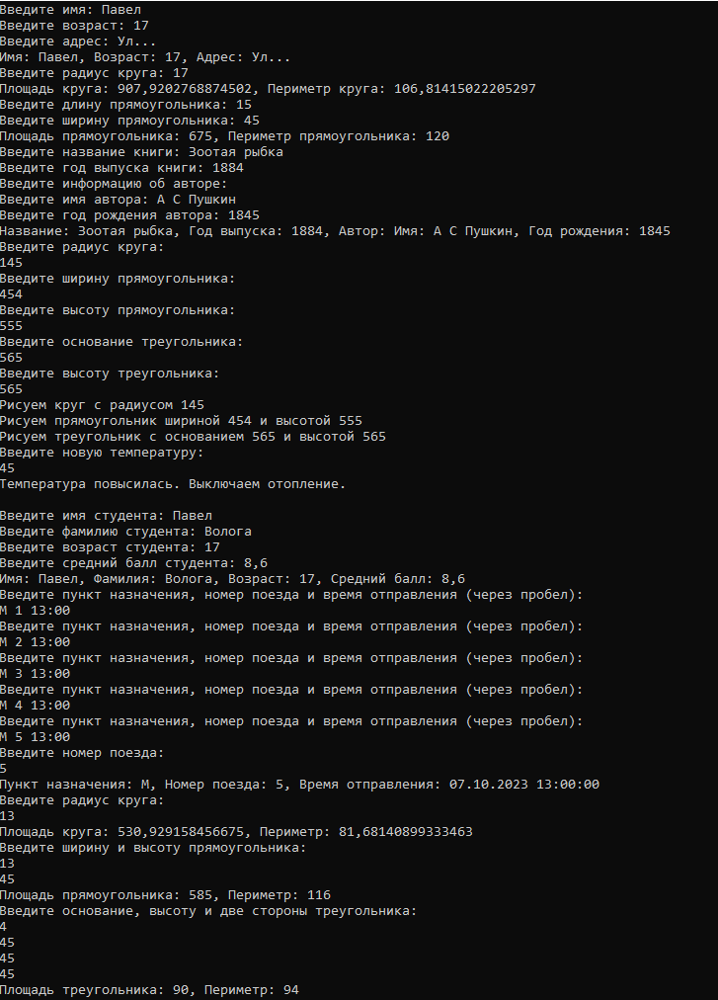 Введите имя: Павел
Введите возраст: 17
Введите адрес: Ул...
Имя: Павел, Возраст: 17, Адрес: Ул...
Введите радиус круга: 17
Площадь круга: 907,9202768874502, Периметр круга: 106,81415022205297
Введите длину прямоугольника: 15
Введите ширину прямоугольника: 45
Площадь прямоугольника: 675, Периметр прямоугольника: 120
Введите название книги: Зоотая рыбка
Введите год выпуска книги: 1884
Введите информацию об авторе:
Введите имя автора: А С Пушкин
Введите год рождения автора: 1845
Название: Зоотая рыбка, Год выпуска: 1884, Автор: Имя: А С Пушкин, Год рождения: 1845
Введите радиус круга:
145
Введите ширину прямоугольника:
454
Введите высоту прямоугольника:
555
Введите основание треугольника:
565
Введите высоту треугольника:
565
Рисуем круг с радиусом 145
Рисуем прямоугольник шириной 454 и высотой 555
Рисуем треугольник с основанием 565 и высотой 565
Введите новую температуру:
45
Температура повысилась. Выключаем отопление.
Введите имя студента: Павел
Введите фамилию студента: Волога
Введите возраст студента: 17
Введите средний балл студента: 8,6
Имя: Павел, Фамилия: Волога, Возраст: 17, Средний балл: 8,6
Введите пункт назначения, номер поезда и время отправления (через пробел):
М 1 13:00
Введите пункт назначения, номер поезда и время отправления (через пробел):
М 2 13:00
Введите пункт назначения, номер поезда и время отправления (через пробел):
М 3 13:00
Введите пункт назначения, номер поезда и время отправления (через пробел):
М 4 13:00
Введите пункт назначения, номер поезда и время отправления (через пробел):
М 5 13:00
Введите номер поезда:
5
Пункт назначения: М, Номер поезда: 5, Время отправления: 07.10.2023 13:00:00
Введите радиус круга:
13
Площадь круга: 530,929158456675, Периметр: 81,68140899333463
Введите ширину и высоту прямоугольника:
13
45
Площадь прямоугольника: 585, Периметр: 116
Введите основание, высоту и две стороны треугольника:
4
45
45
45
Площадь треугольника: 90, Периметр: 94